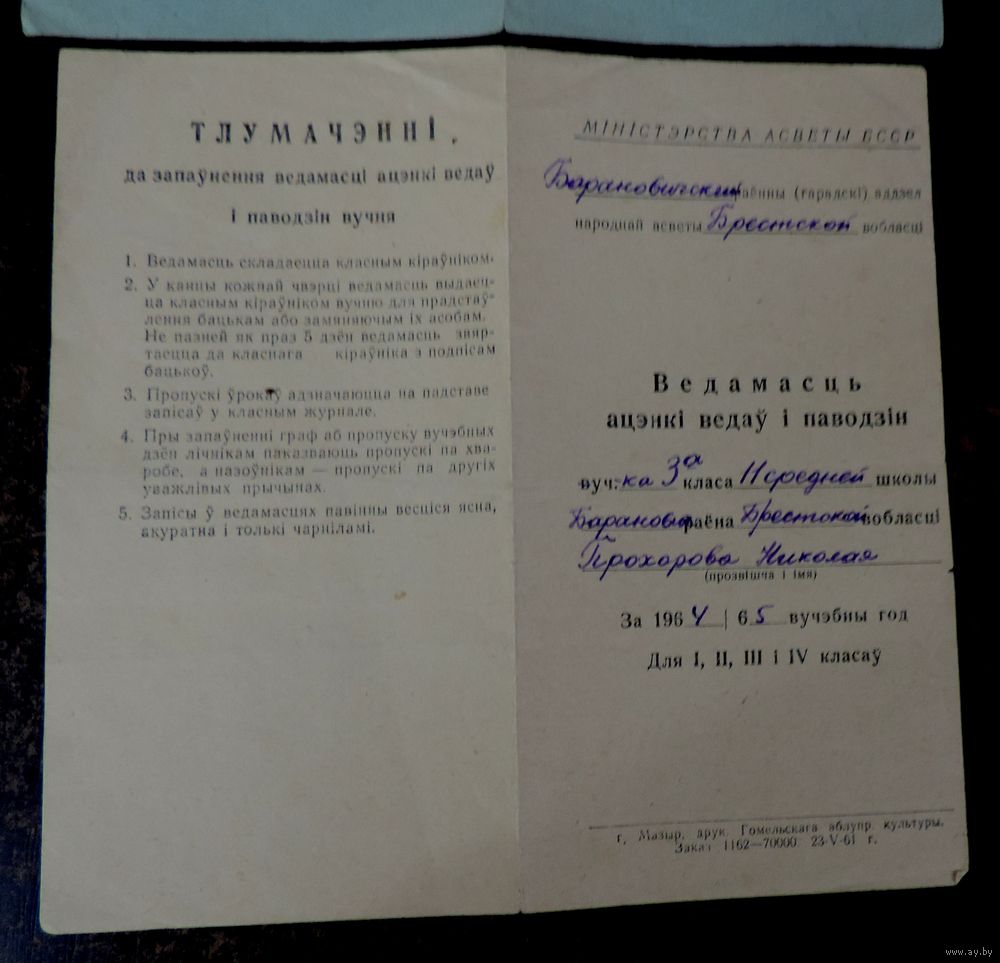 ТЛУМАЧЭННІ.
да запаўнення ведамасці ацэнкі ведаў
і паводзін вучня
1. Ведамасць складаецца класным кіраўніком.
2. У канцы кожнай чвэрці ведамасць выдаец-
ца класным кіраўніком вучню для прадстаў-
лення бацькам або замяняючым іх асобам.
Не пазней як праз 5 дзён ведамасць звяр-
таецца да класнага кіраўніка з подпісам
бацькоў.
3. Пропускі ўрокаў адзначаюцца на падставе
запісаў у класным журнале.
4. Пры запаўненні граф аб пропуску вучэбных
дзён лічнікам паказваюць пропускі па хва-
робе, а назоўнікам — пропускі па другіх
уважлівых прычынах.
5. Запісы ў ведамасцях павінны весціся ясна,
акуратна і толькі чарніламі.
МІНІСТЭРСТВА АСВЕТЫ БССР
Барановичский раённы (гарадскі) аддзел
народнай асветы Брестской вобласці
Ведамасць
ацэнкі ведаў і паводзін
вуч. ка 3а класа 11 средней школы
Баранови раёна Брестской вобласці
Прохорова Николая
(прозвішча і імя)
За 1964 | 65 вучэбны год
Для I, II, III і IV класаў
г. Мазыр, друк. Гомельскага аблупр. культуры.
Заказ 1162—70000 23-V-61 г.
www.ay.by